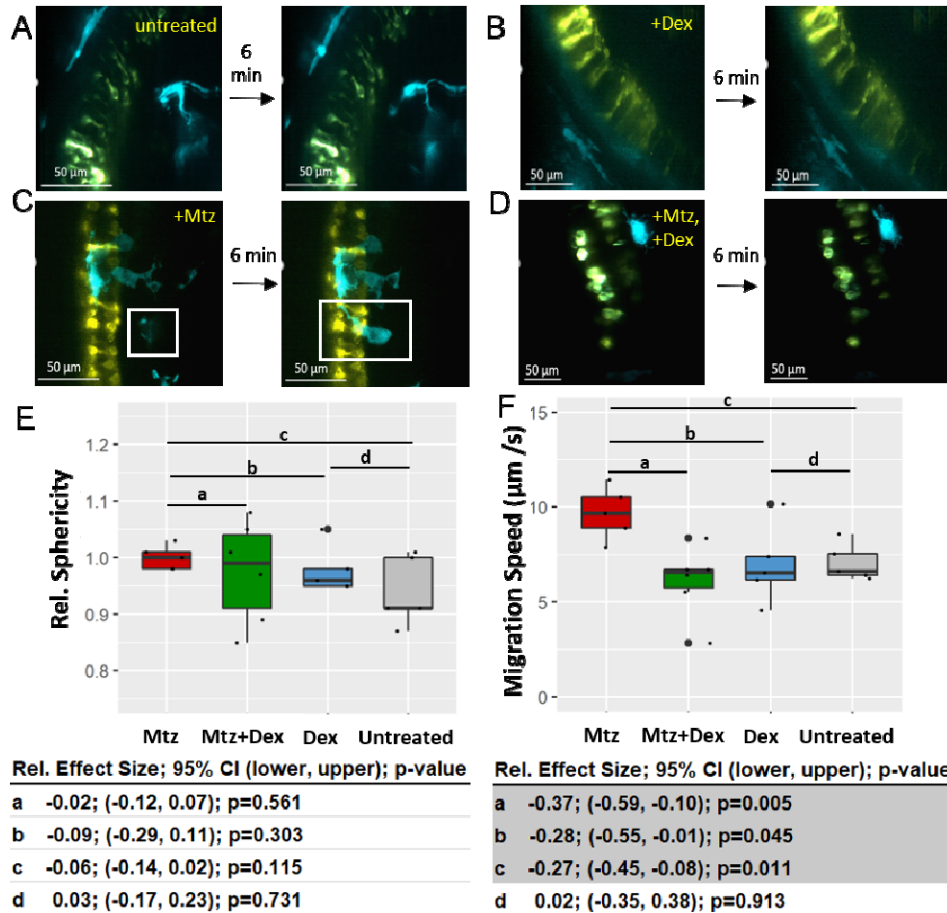 A
untreated
6
min
50 µm
50 µm
B
+Dex
6 min
50 µm
50 µm
C
+Mtz
6 min
50 µm
50 µm
D
+Mtz,
+Dex
6 min
50 µm
50 µm
E
Rel. Sphericity
1.2
1.1
1.0
0.9
0.8
c
b
d
a
Mtz
Mtz+Dex
Dex
Untreated
Rel. Effect Size; 95% CI (lower, upper); p-value
a -0.02; (-0.12, 0.07); p=0.561
b -0.09; (-0.29, 0.11); p=0.303
c -0.06; (-0.14, 0.02); p=0.115
d 0.03; (-0.17, 0.23); p=0.731
F
Migration Speed (µm /s)
15
10
5
0
c
b
a
d
Mtz
Mtz+Dex
Dex
Untreated
Rel. Effect Size; 95% CI (lower, upper); p-value
a -0.37; (-0.59, -0.10); p=0.005
b -0.28; (-0.55, -0.01); p=0.045
c -0.27; (-0.45, -0.08); p=0.011
d 0.02; (-0.35, 0.38); p=0.913